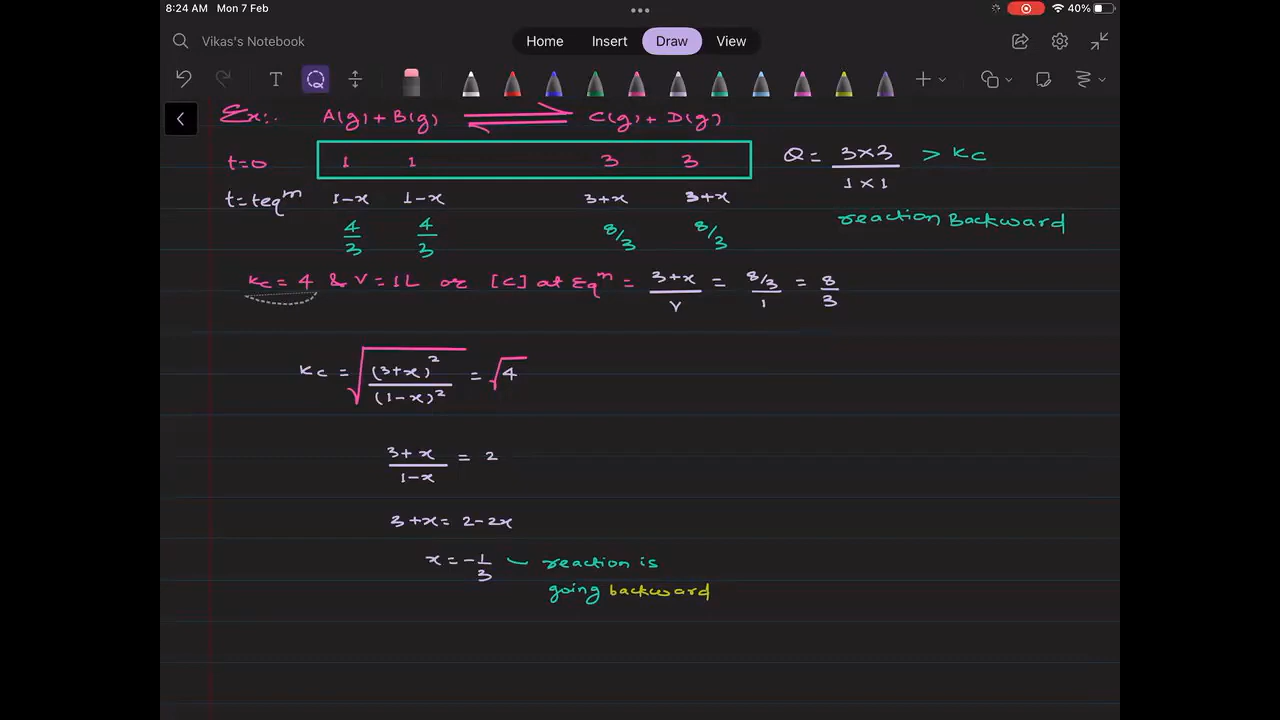 8:24 AM Mon 7 Feb
40%
Vikas's Notebook
Home Insert Draw View
Ex:. A(g) + B(g) ⇌ C(g) + D(g)
t=0 1 1 3 3
Q = 3×3 / 1×1 > Kc
t=teqᵐ 1-x 1-x 3+x 3+x
4/3 4/3 8/3 8/3
reaction Backward
Kc = 4 & V = 1L or [C] at Eqᵐ = 3+x / V = 8/3 / 1 = 8/3
Kc = √((3+x)² / (1-x)²) = √4
3+x / 1-x = 2
3+x = 2-2x
x = -1/3 reaction is
going backward